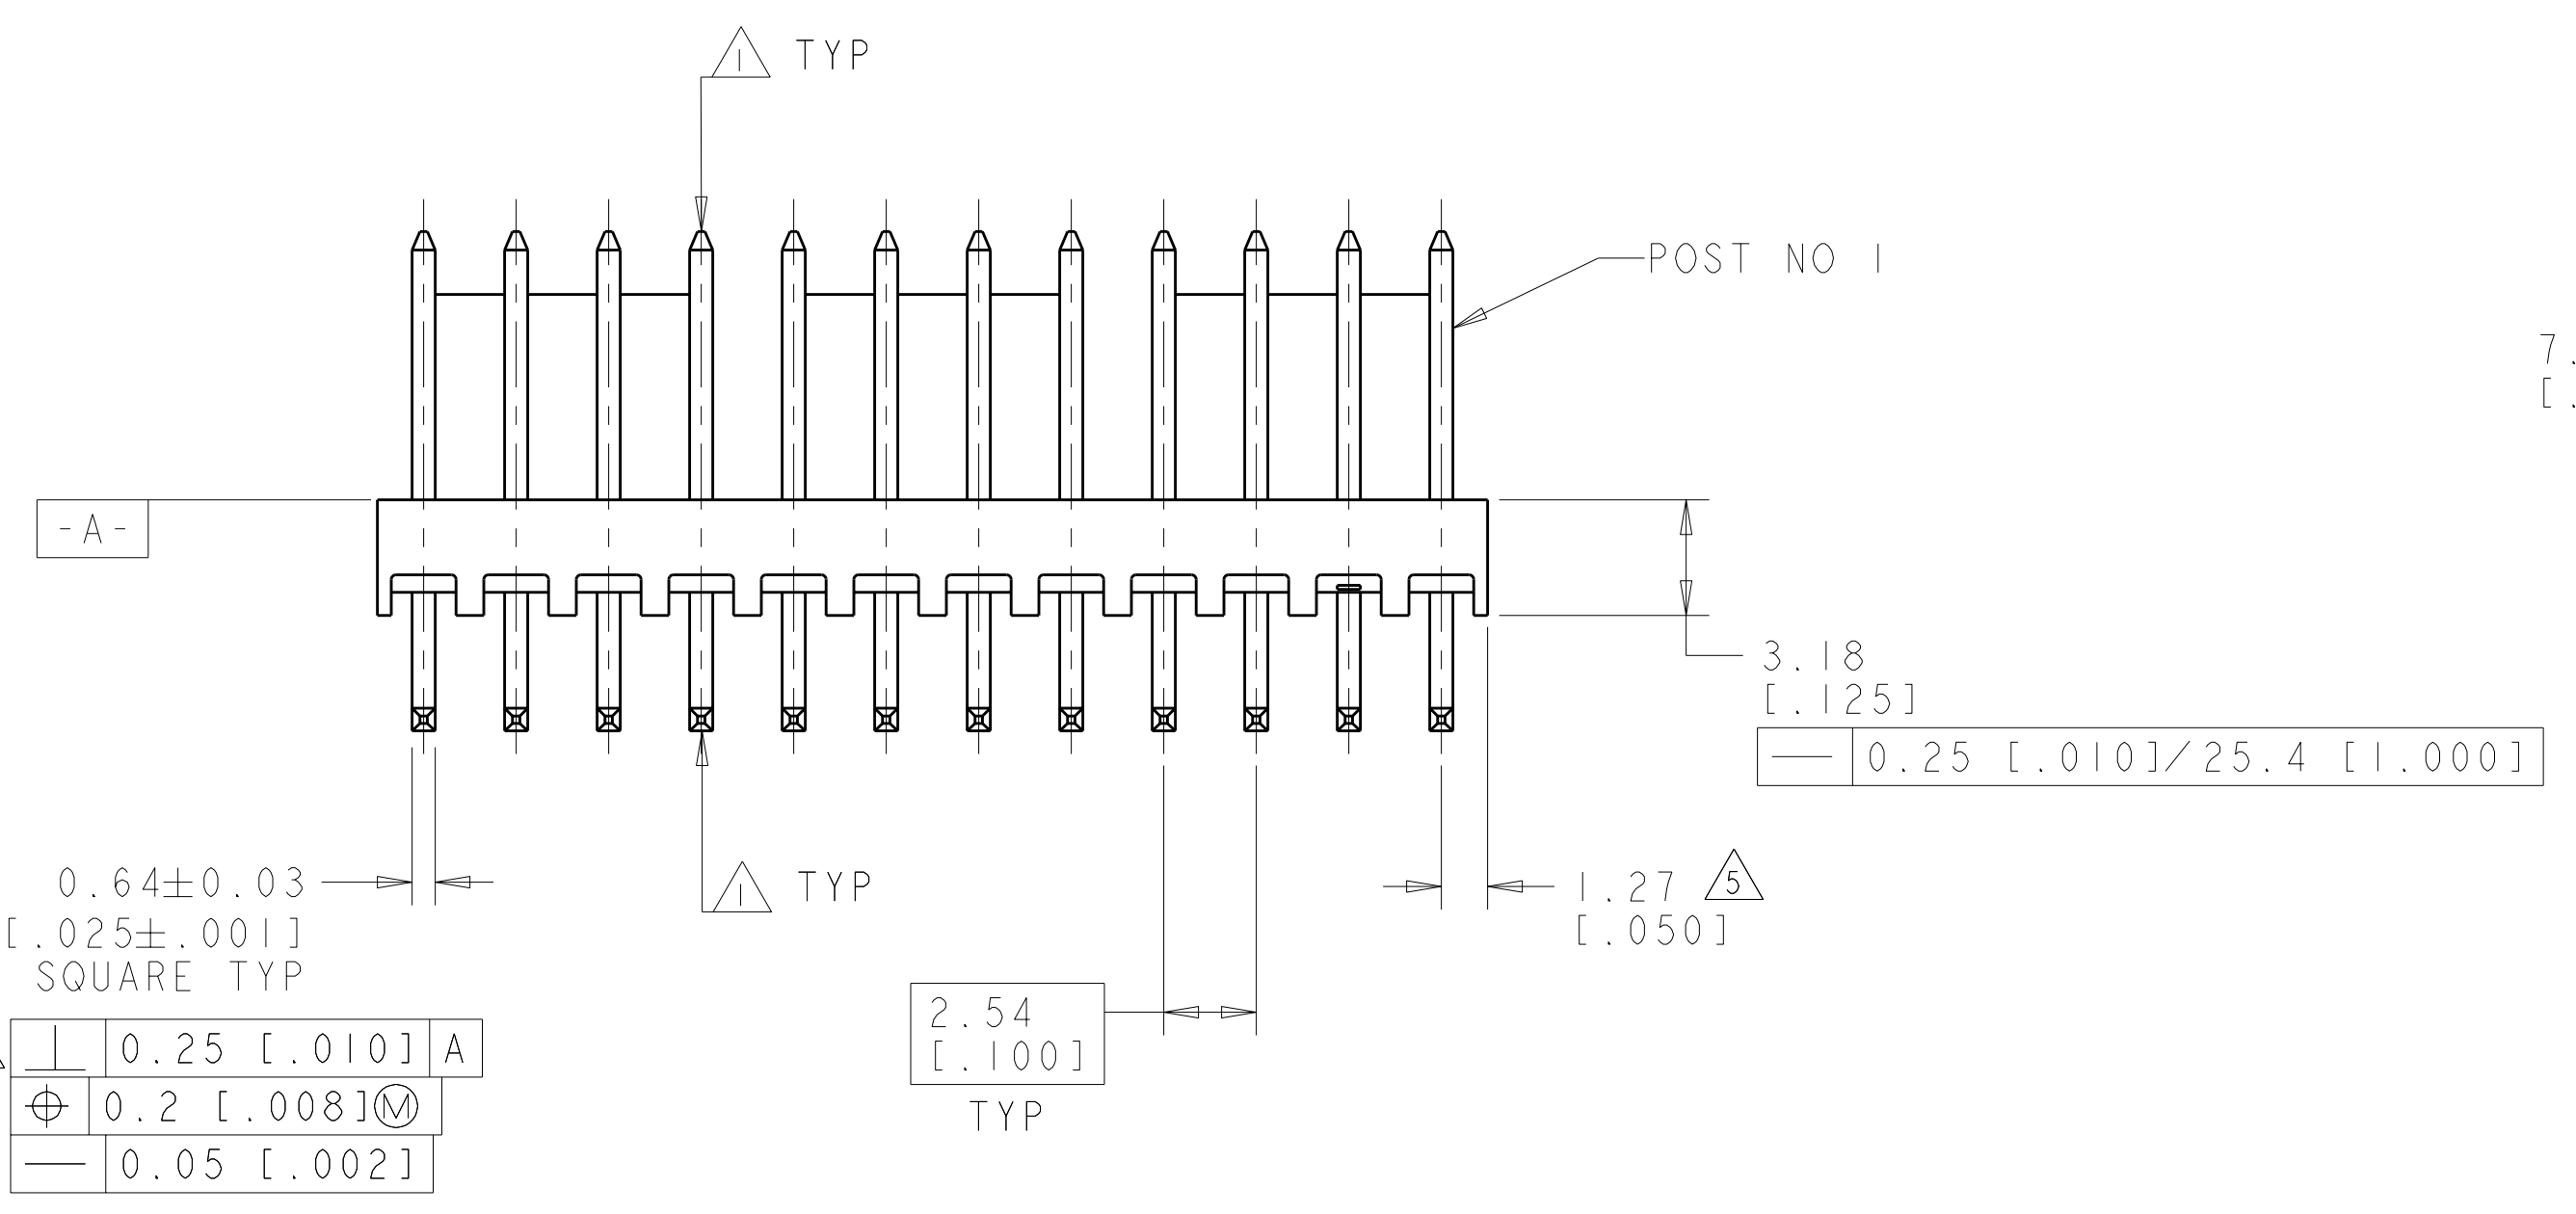 1 TYP
POST NO 1
7.
[.
-A-
3.18
[.125]
0.25 [.010]/25.4 [1.000]
0.64±0.03
[.025±.001]
SQUARE TYP
1 TYP
1.27 5
[.050]
2.54
[.100]
TYP
⊥ 0.25 [.010] A
⌖ 0.2 [.008] Ⓜ
— 0.05 [.002]